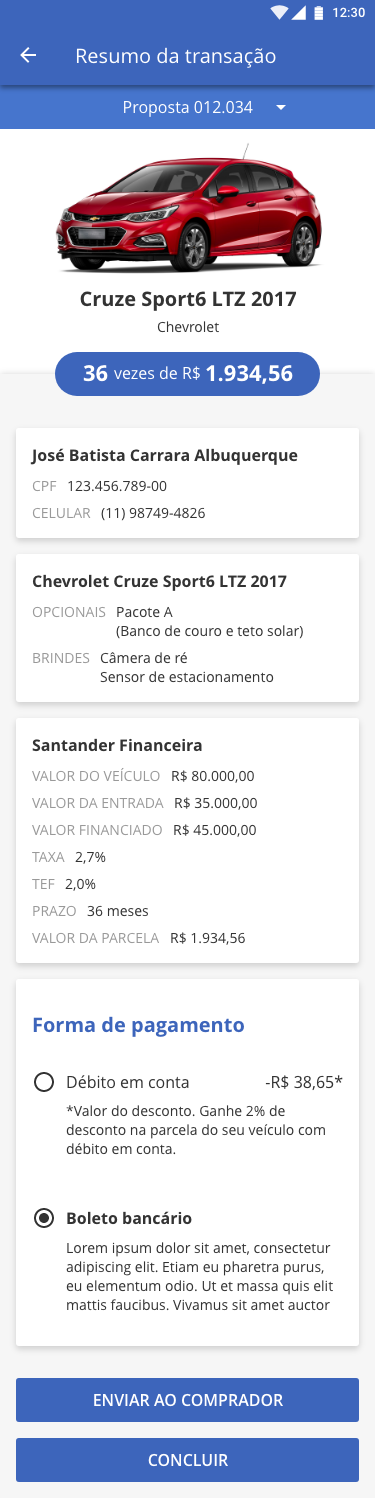 12:30
Resumo da transação
Proposta 012.034
Cruze Sport6 LTZ 2017
Chevrolet
36 vezes de R$ 1.934,56
José Batista Carrara Albuquerque
CPF 123.456.789-00
CELULAR (11) 98749-4826
Chevrolet Cruze Sport6 LTZ 2017
OPCIONAIS Pacote A
(Banco de couro e teto solar)
BRINDES Câmera de ré
Sensor de estacionamento
Santander Financeira
VALOR DO VEÍCULO R$ 80.000,00
VALOR DA ENTRADA R$ 35.000,00
VALOR FINANCIADO R$ 45.000,00
TAXA 2,7%
TEF 2,0%
PRAZO 36 meses
VALOR DA PARCELA R$ 1.934,56
Forma de pagamento
Débito em conta -R$ 38,65*
*Valor do desconto. Ganhe 2% de
desconto na parcela do seu veículo com
débito em conta.
Boleto bancário
Lorem ipsum dolor sit amet, consectetur
adipiscing elit. Etiam eu pharetra purus,
eu elementum odio. Ut et massa quis elit
mattis faucibus. Vivamus sit amet auctor
ENVIAR AO COMPRADOR
CONCLUIR